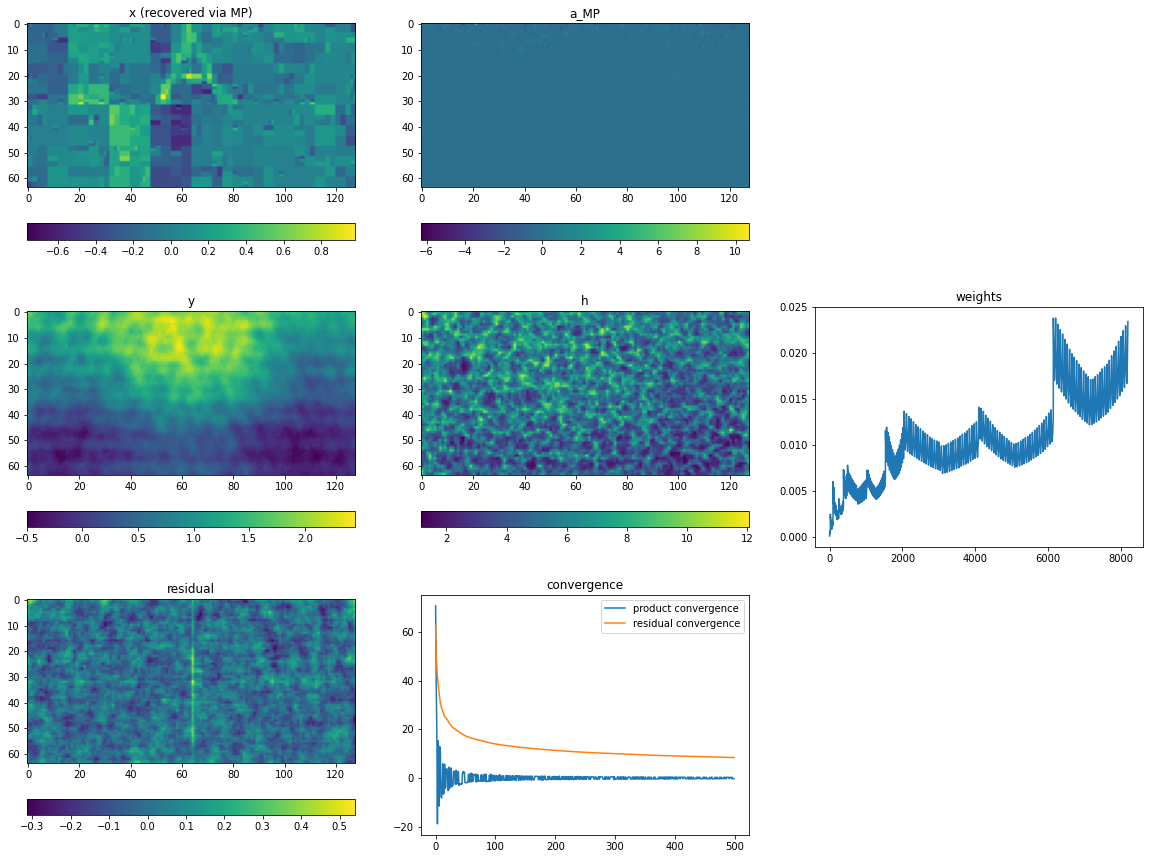 x (recovered via MP)
0
10
20
30
40
50
60
0 20 40 60 80 100 120
−0.6 −0.4 −0.2 0.0 0.2 0.4 0.6 0.8
a_MP
0
10
20
30
40
50
60
0 20 40 60 80 100 120
−6 −4 −2 0 2 4 6 8 10
y
0
10
20
30
40
50
60
0 20 40 60 80 100 120
−0.5 0.0 0.5 1.0 1.5 2.0
h
0
10
20
30
40
50
60
0 20 40 60 80 100 120
2 4 6 8 10 12
weights
0.025
0.020
0.015
0.010
0.005
0.000
0 2000 4000 6000 8000
residual
0
10
20
30
40
50
60
0 20 40 60 80 100 120
−0.3 −0.2 −0.1 0.0 0.1 0.2 0.3 0.4 0.5
convergence
product convergence
residual convergence
60
40
20
0
−20
0 100 200 300 400 500